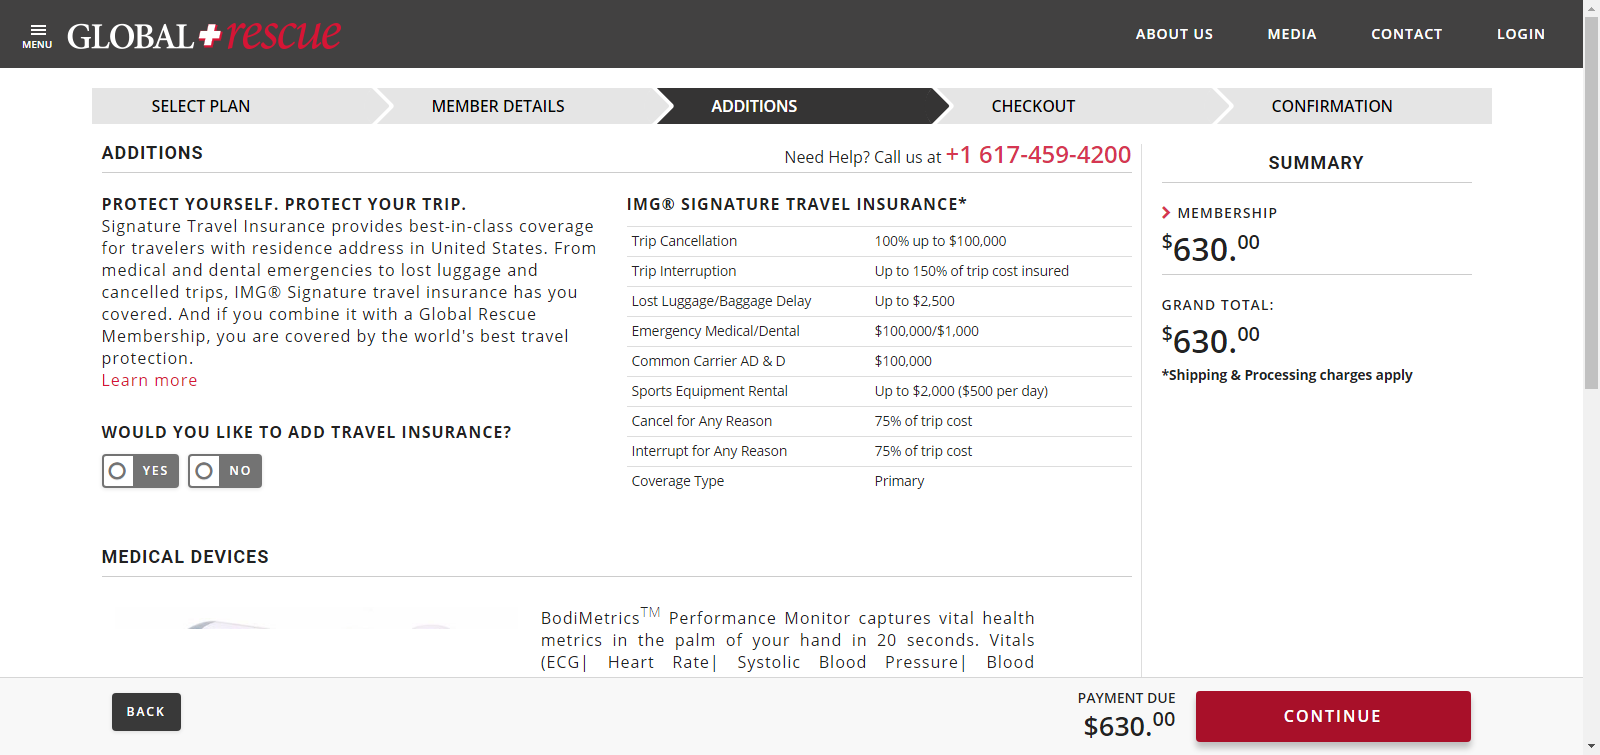 MENU
GLOBAL rescue
ABOUT US
MEDIA
CONTACT
LOGIN
SELECT PLAN
MEMBER DETAILS
ADDITIONS
CHECKOUT
CONFIRMATION
ADDITIONS
Need Help? Call us at +1 617-459-4200
PROTECT YOURSELF. PROTECT YOUR TRIP.
Signature Travel Insurance provides best-in-class coverage
for travelers with residence address in United States. From
medical and dental emergencies to lost luggage and
cancelled trips, IMG® Signature travel insurance has you
covered. And if you combine it with a Global Rescue
Membership, you are covered by the world's best travel
protection.
Learn more
WOULD YOU LIKE TO ADD TRAVEL INSURANCE?
YES
NO
IMG® SIGNATURE TRAVEL INSURANCE*
Trip Cancellation 100% up to $100,000
Trip Interruption Up to 150% of trip cost insured
Lost Luggage/Baggage Delay Up to $2,500
Emergency Medical/Dental $100,000/$1,000
Common Carrier AD & D $100,000
Sports Equipment Rental Up to $2,000 ($500 per day)
Cancel for Any Reason 75% of trip cost
Interrupt for Any Reason 75% of trip cost
Coverage Type Primary
SUMMARY
MEMBERSHIP
$630.00
GRAND TOTAL:
$630.00
*Shipping & Processing charges apply
MEDICAL DEVICES
BodiMetrics™ Performance Monitor captures vital health
metrics in the palm of your hand in 20 seconds. Vitals
(ECG| Heart Rate| Systolic Blood Pressure| Blood
BACK
PAYMENT DUE
$630.00
CONTINUE